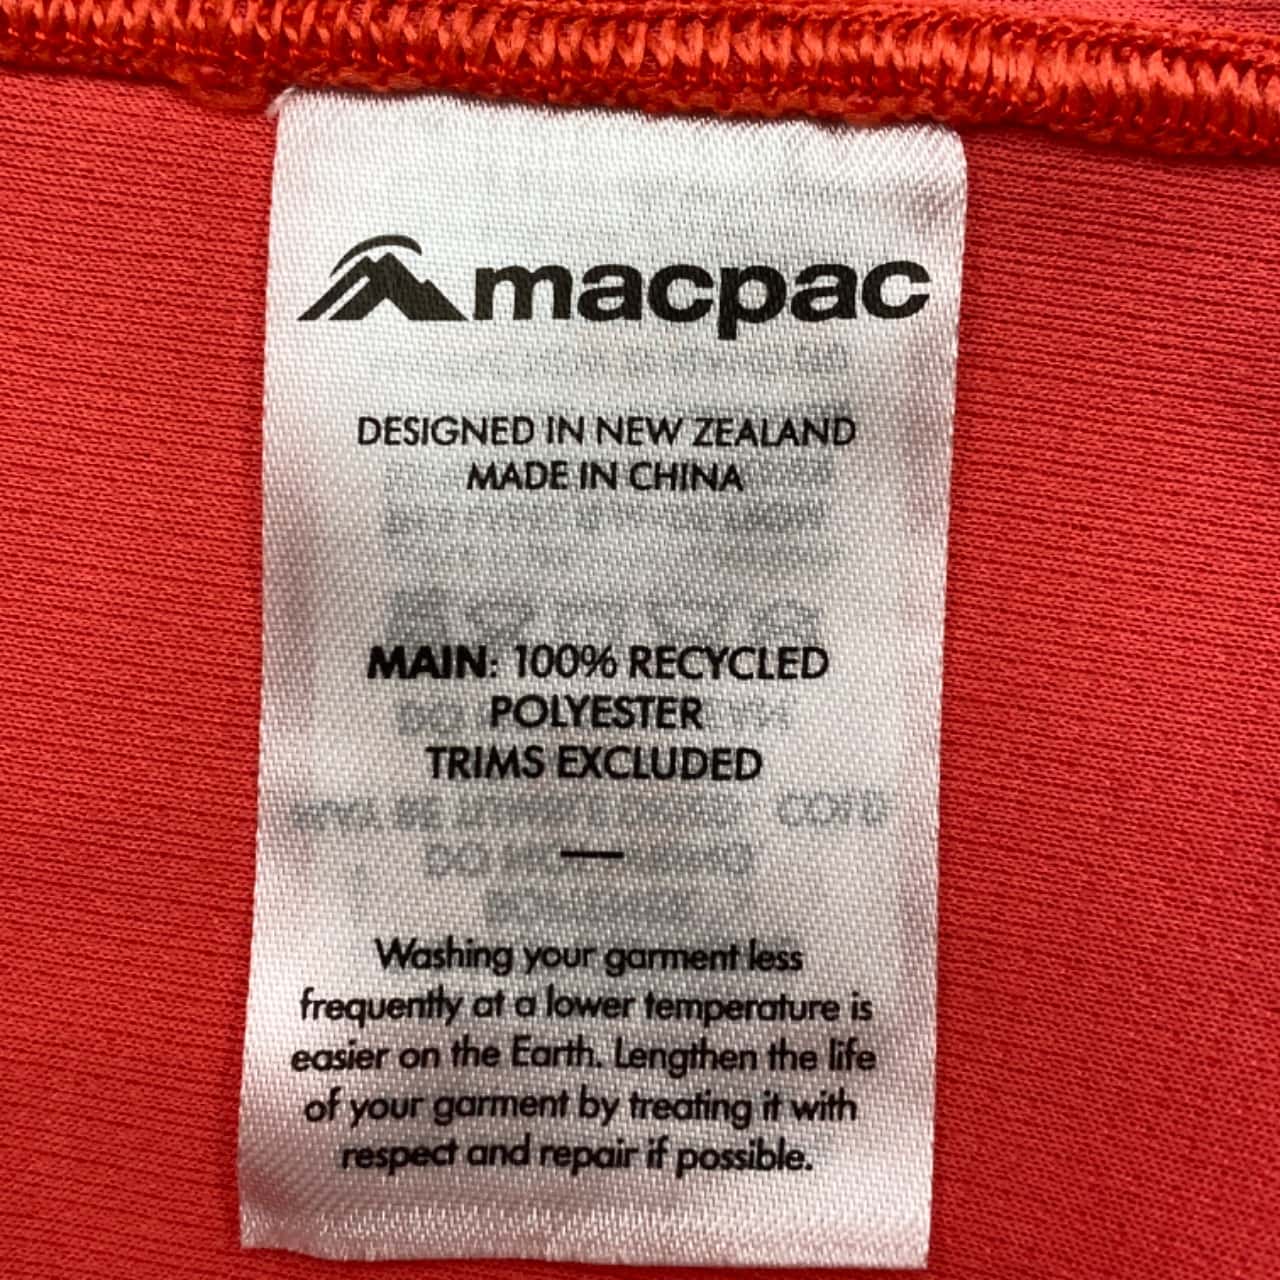 macpac
DESIGNED IN NEW ZEALAND
MADE IN CHINA
MAIN: 100% RECYCLED
POLYESTER
TRIMS EXCLUDED
—
Washing your garment less
frequently at a lower temperature is
easier on the Earth. Lengthen the life
of your garment by treating it with
respect and repair if possible.